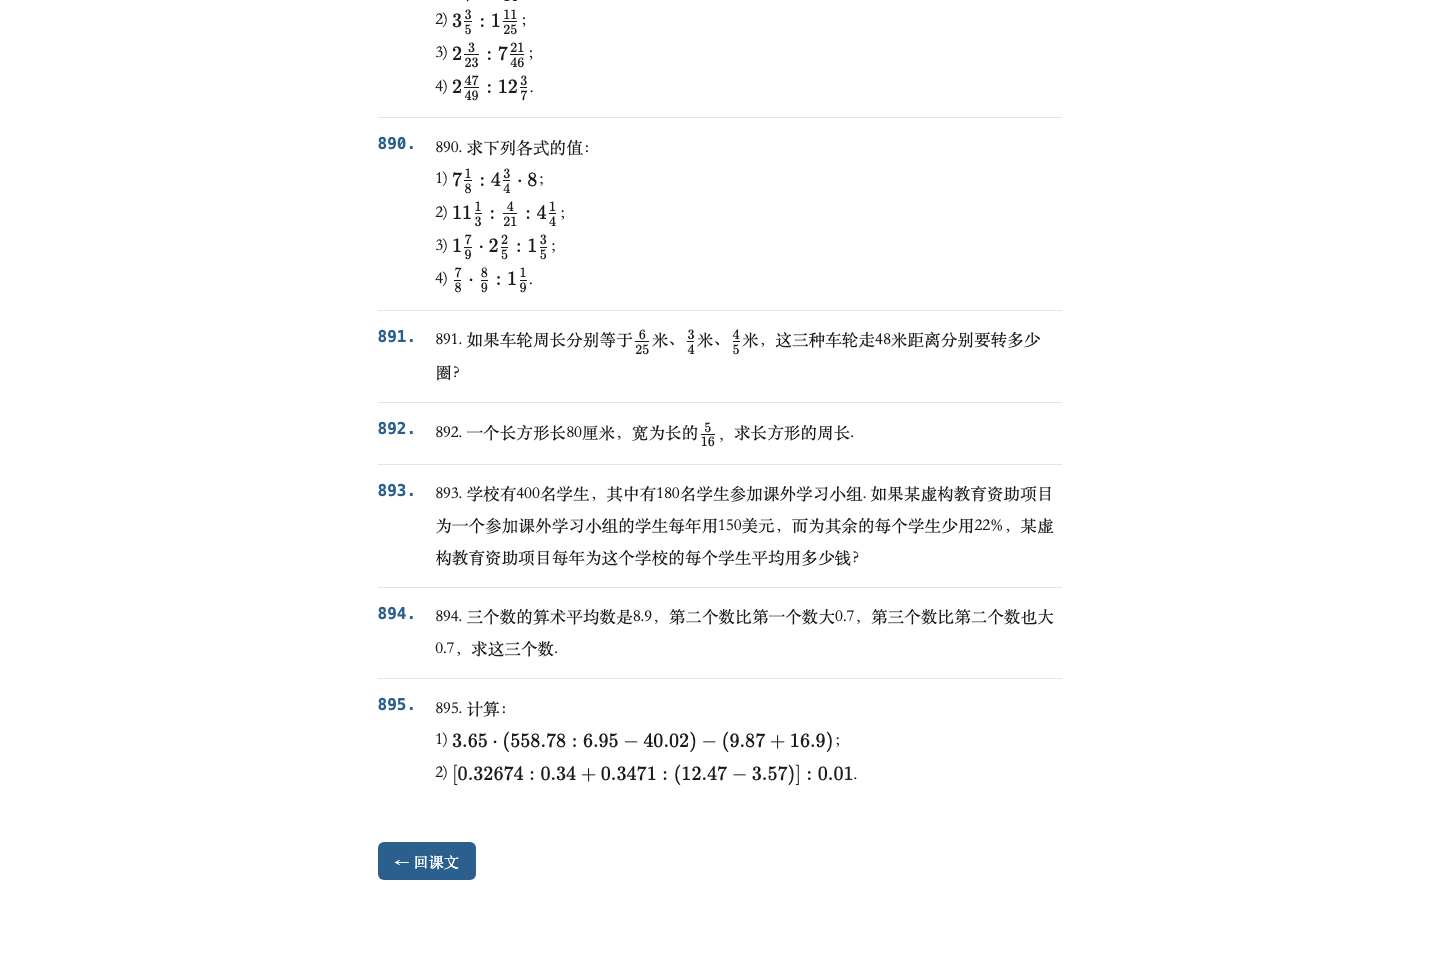 2) 3 3/5 : 1 11/25 ;
3) 2 3/23 : 7 21/46 ;
4) 2 47/49 : 12 3/7.
890. 890. 求下列各式的值：
1) 7 1/8 : 4 3/4 · 8 ;
2) 11 1/3 : 4/21 : 4 1/4 ;
3) 1 7/9 · 2 2/5 : 1 3/5 ;
4) 7/8 · 8/9 : 1 1/9.
891. 891. 如果车轮周长分别等于6/25米、3/4米、4/5米，这三种车轮走48米距离分别要转多少
圈？
892. 892. 一个长方形长80厘米，宽为长的5/16，求长方形的周长.
893. 893. 学校有400名学生，其中有180名学生参加课外学习小组. 如果某虚构教育资助项目
为一个参加课外学习小组的学生每年用150美元，而为其余的每个学生少用22%，某虚
构教育资助项目每年为这个学校的每个学生平均用多少钱？
894. 894. 三个数的算术平均数是8.9，第二个数比第一个数大0.7，第三个数比第二个数也大
0.7，求这三个数.
895. 895. 计算：
1) 3.65 · (558.78 : 6.95 − 40.02) − (9.87 + 16.9) ;
2) [0.32674 : 0.34 + 0.3471 : (12.47 − 3.57)] : 0.01.
← 回课文